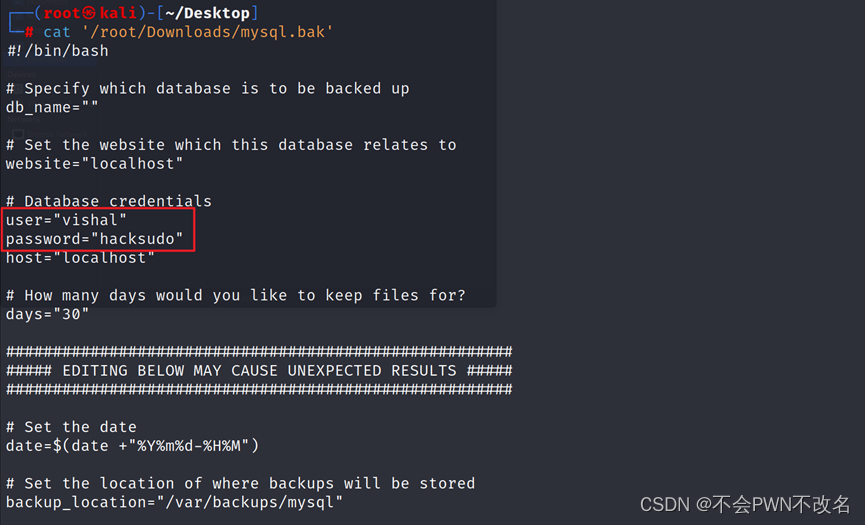 ┌──(root㉿kali)-[~/Desktop]
└─# cat '/root/Downloads/mysql.bak'
#!/bin/bash

# Specify which database is to be backed up
db_name=""

# Set the website which this database relates to
website="localhost"

# Database credentials
user="vishal"
password="hacksudo"
host="localhost"

# How many days would you like to keep files for?
days="30"

######################################################
##### EDITING BELOW MAY CAUSE UNEXPECTED RESULTS #####
######################################################

# Set the date
date=$(date +"%Y%m%d-%H%M")

# Set the location of where backups will be stored
backup_location="/var/backups/mysql"
CSDN @不会PWN不改名